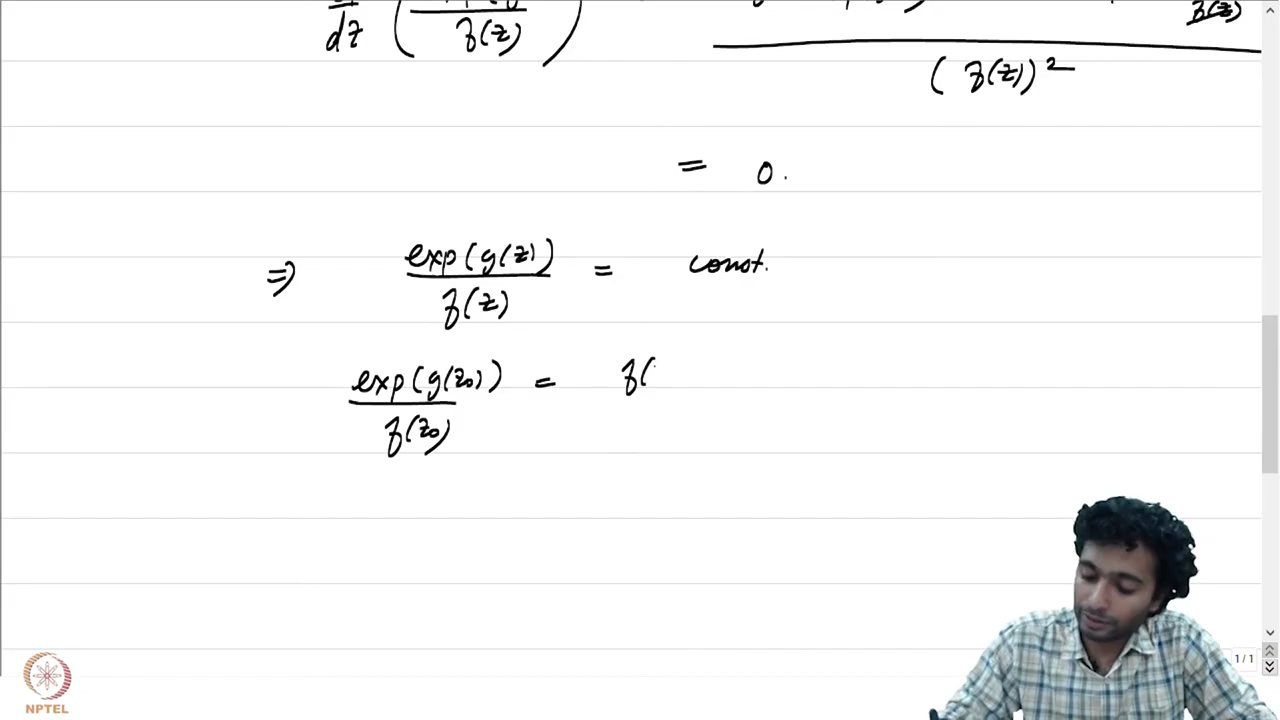 dz f(z)
(f(z))²
= 0.
⇒ exp(g(z)) / f(z) = const.
exp(g(z₀)) / f(z₀) = f(
1 / 1
NPTEL